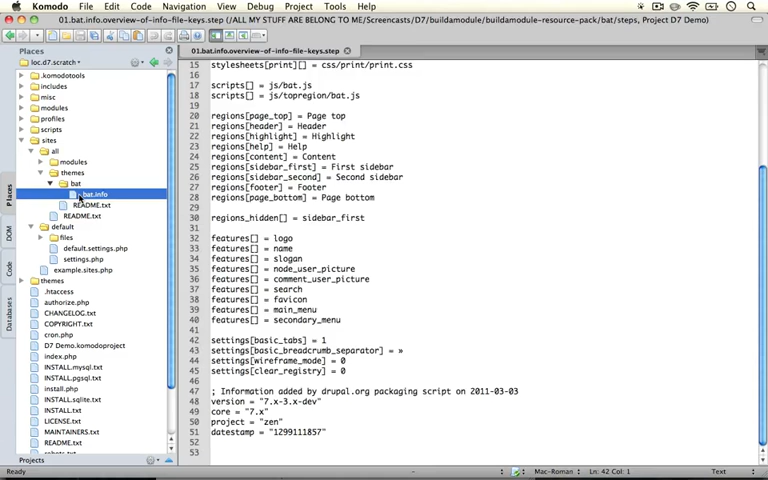 Komodo File Edit Code Navigation View Debug Project Tools Help
01.bat.info.overview-of-info-file-keys.step (/ALL MY STUFF ARE BELONG TO ME/Screencasts/D7/buildamodule/buildamodule-resource-pack/bat/steps, Project D7 Demo)
Places
01.bat.info.overview-of-info-file-keys.step
loc.d7.scratch
.komodotools
includes
misc
modules
profiles
scripts
sites
all
modules
themes
bat
bat.info
README.txt
README.txt
default
files
default.settings.php
settings.php
example.sites.php
themes
.htaccess
authorize.php
CHANGELOG.txt
COPYRIGHT.txt
cron.php
D7 Demo.komodoproject
index.php
INSTALL.mysql.txt
INSTALL.pgsql.txt
install.php
INSTALL.sqlite.txt
INSTALL.txt
LICENSE.txt
MAINTAINERS.txt
README.txt
robots.txt
Projects
Places
DOM
Code
Databases
15 stylesheets[print][] = css/print/print.css
16
17 scripts[] = js/bat.js
18 scripts[] = js/topregion/bat.js
20 regions[page_top] = Page top
21 regions[header] = Header
22 regions[highlight] = Highlight
23 regions[help] = Help
24 regions[content] = Content
25 regions[sidebar_first] = First sidebar
26 regions[sidebar_second] = Second sidebar
27 regions[footer] = Footer
28 regions[page_bottom] = Page bottom
30 regions_hidden[] = sidebar_first
32 features[] = logo
33 features[] = name
34 features[] = slogan
35 features[] = node_user_picture
36 features[] = comment_user_picture
37 features[] = search
38 features[] = favicon
39 features[] = main_menu
40 features[] = secondary_menu
42 settings[basic_tabs] = 1
43 settings[basic_breadcrumb_separator] = »
44 settings[wireframe_mode] = 0
45 settings[clear_registry] = 0
47 ; Information added by drupal.org packaging script on 2011-03-03
48 version = "7.x-3.x-dev"
49 core = "7.x"
50 project = "zen"
51 datestamp = "1299111857"
52
53
Ready
Mac-Roman
Ln: 42 Col: 1
Text